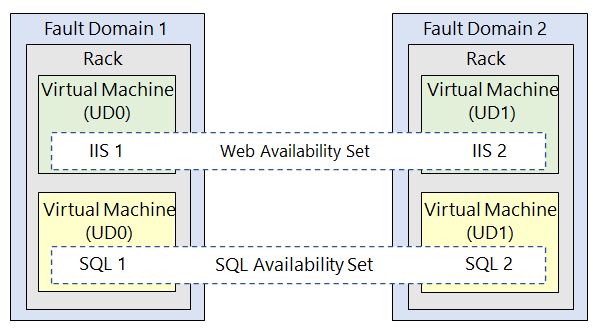 Fault Domain 1
Rack
Virtual Machine
(UD0)
IIS 1
Virtual Machine
(UD0)
SQL 1
Web Availability Set
SQL Availability Set
Fault Domain 2
Rack
Virtual Machine
(UD1)
IIS 2
Virtual Machine
(UD1)
SQL 2